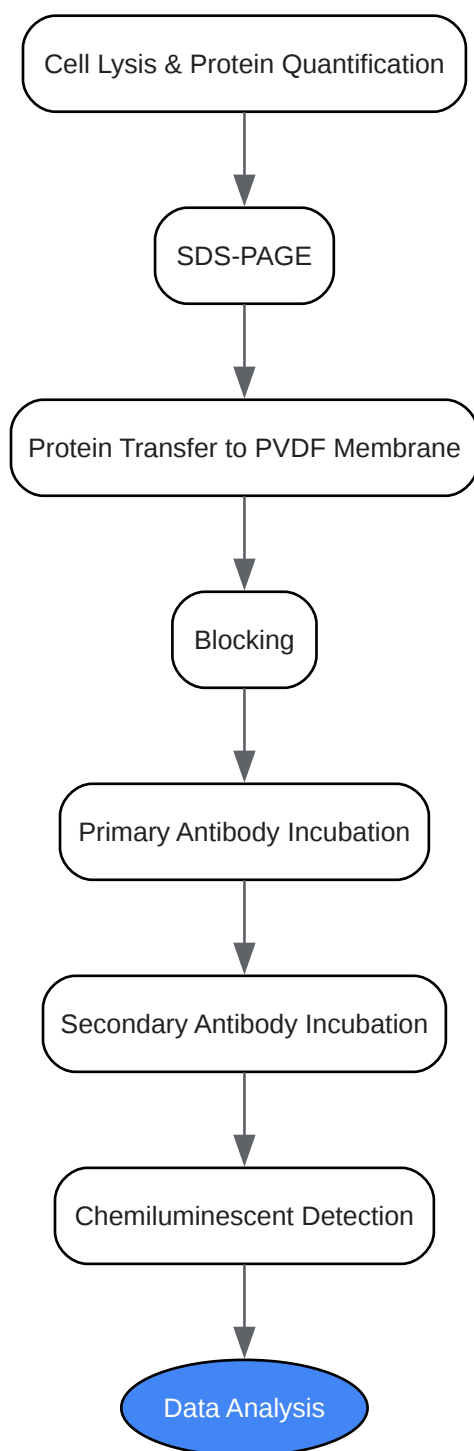 Cell Lysis & Protein Quantification
SDS-PAGE
Protein Transfer to PVDF Membrane
Blocking
Primary Antibody Incubation
Secondary Antibody Incubation
Chemiluminescent Detection
Data Analysis